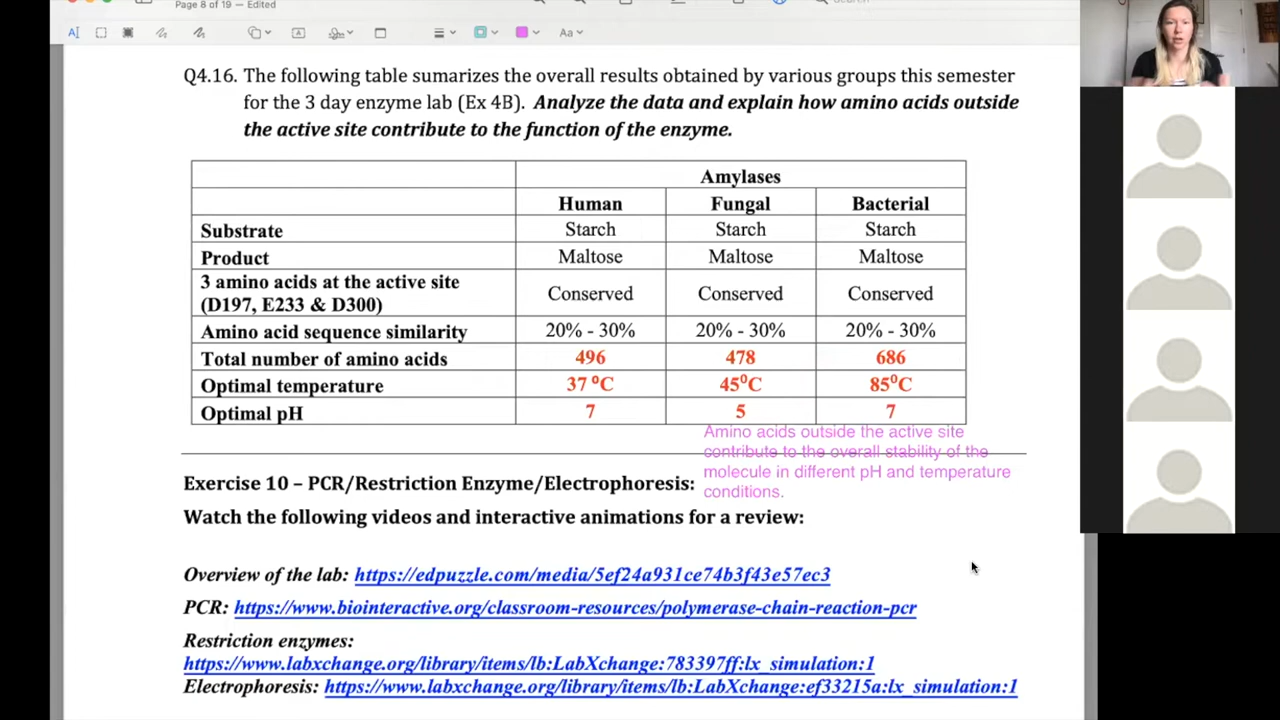 Page 8 of 19 — Edited
Search
Aa
Q4.16. The following table sumarizes the overall results obtained by various groups this semester
for the 3 day enzyme lab (Ex 4B). Analyze the data and explain how amino acids outside
the active site contribute to the function of the enzyme.
Amylases
Human Fungal Bacterial
Substrate Starch Starch Starch
Product Maltose Maltose Maltose
3 amino acids at the active site
(D197, E233 & D300) Conserved Conserved Conserved
Amino acid sequence similarity 20% - 30% 20% - 30% 20% - 30%
Total number of amino acids 496 478 686
Optimal temperature 37 ⁰C 45⁰C 85⁰C
Optimal pH 7 5 7
Amino acids outside the active site
contribute to the overall stability of the
molecule in different pH and temperature
conditions.
Exercise 10 – PCR/Restriction Enzyme/Electrophoresis:
Watch the following videos and interactive animations for a review:
Overview of the lab: https://edpuzzle.com/media/5ef24a931ce74b3f43e57ec3
PCR: https://www.biointeractive.org/classroom-resources/polymerase-chain-reaction-pcr
Restriction enzymes:
https://www.labxchange.org/library/items/lb:LabXchange:783397ff:lx_simulation:1
Electrophoresis: https://www.labxchange.org/library/items/lb:LabXchange:ef33215a:lx_simulation:1